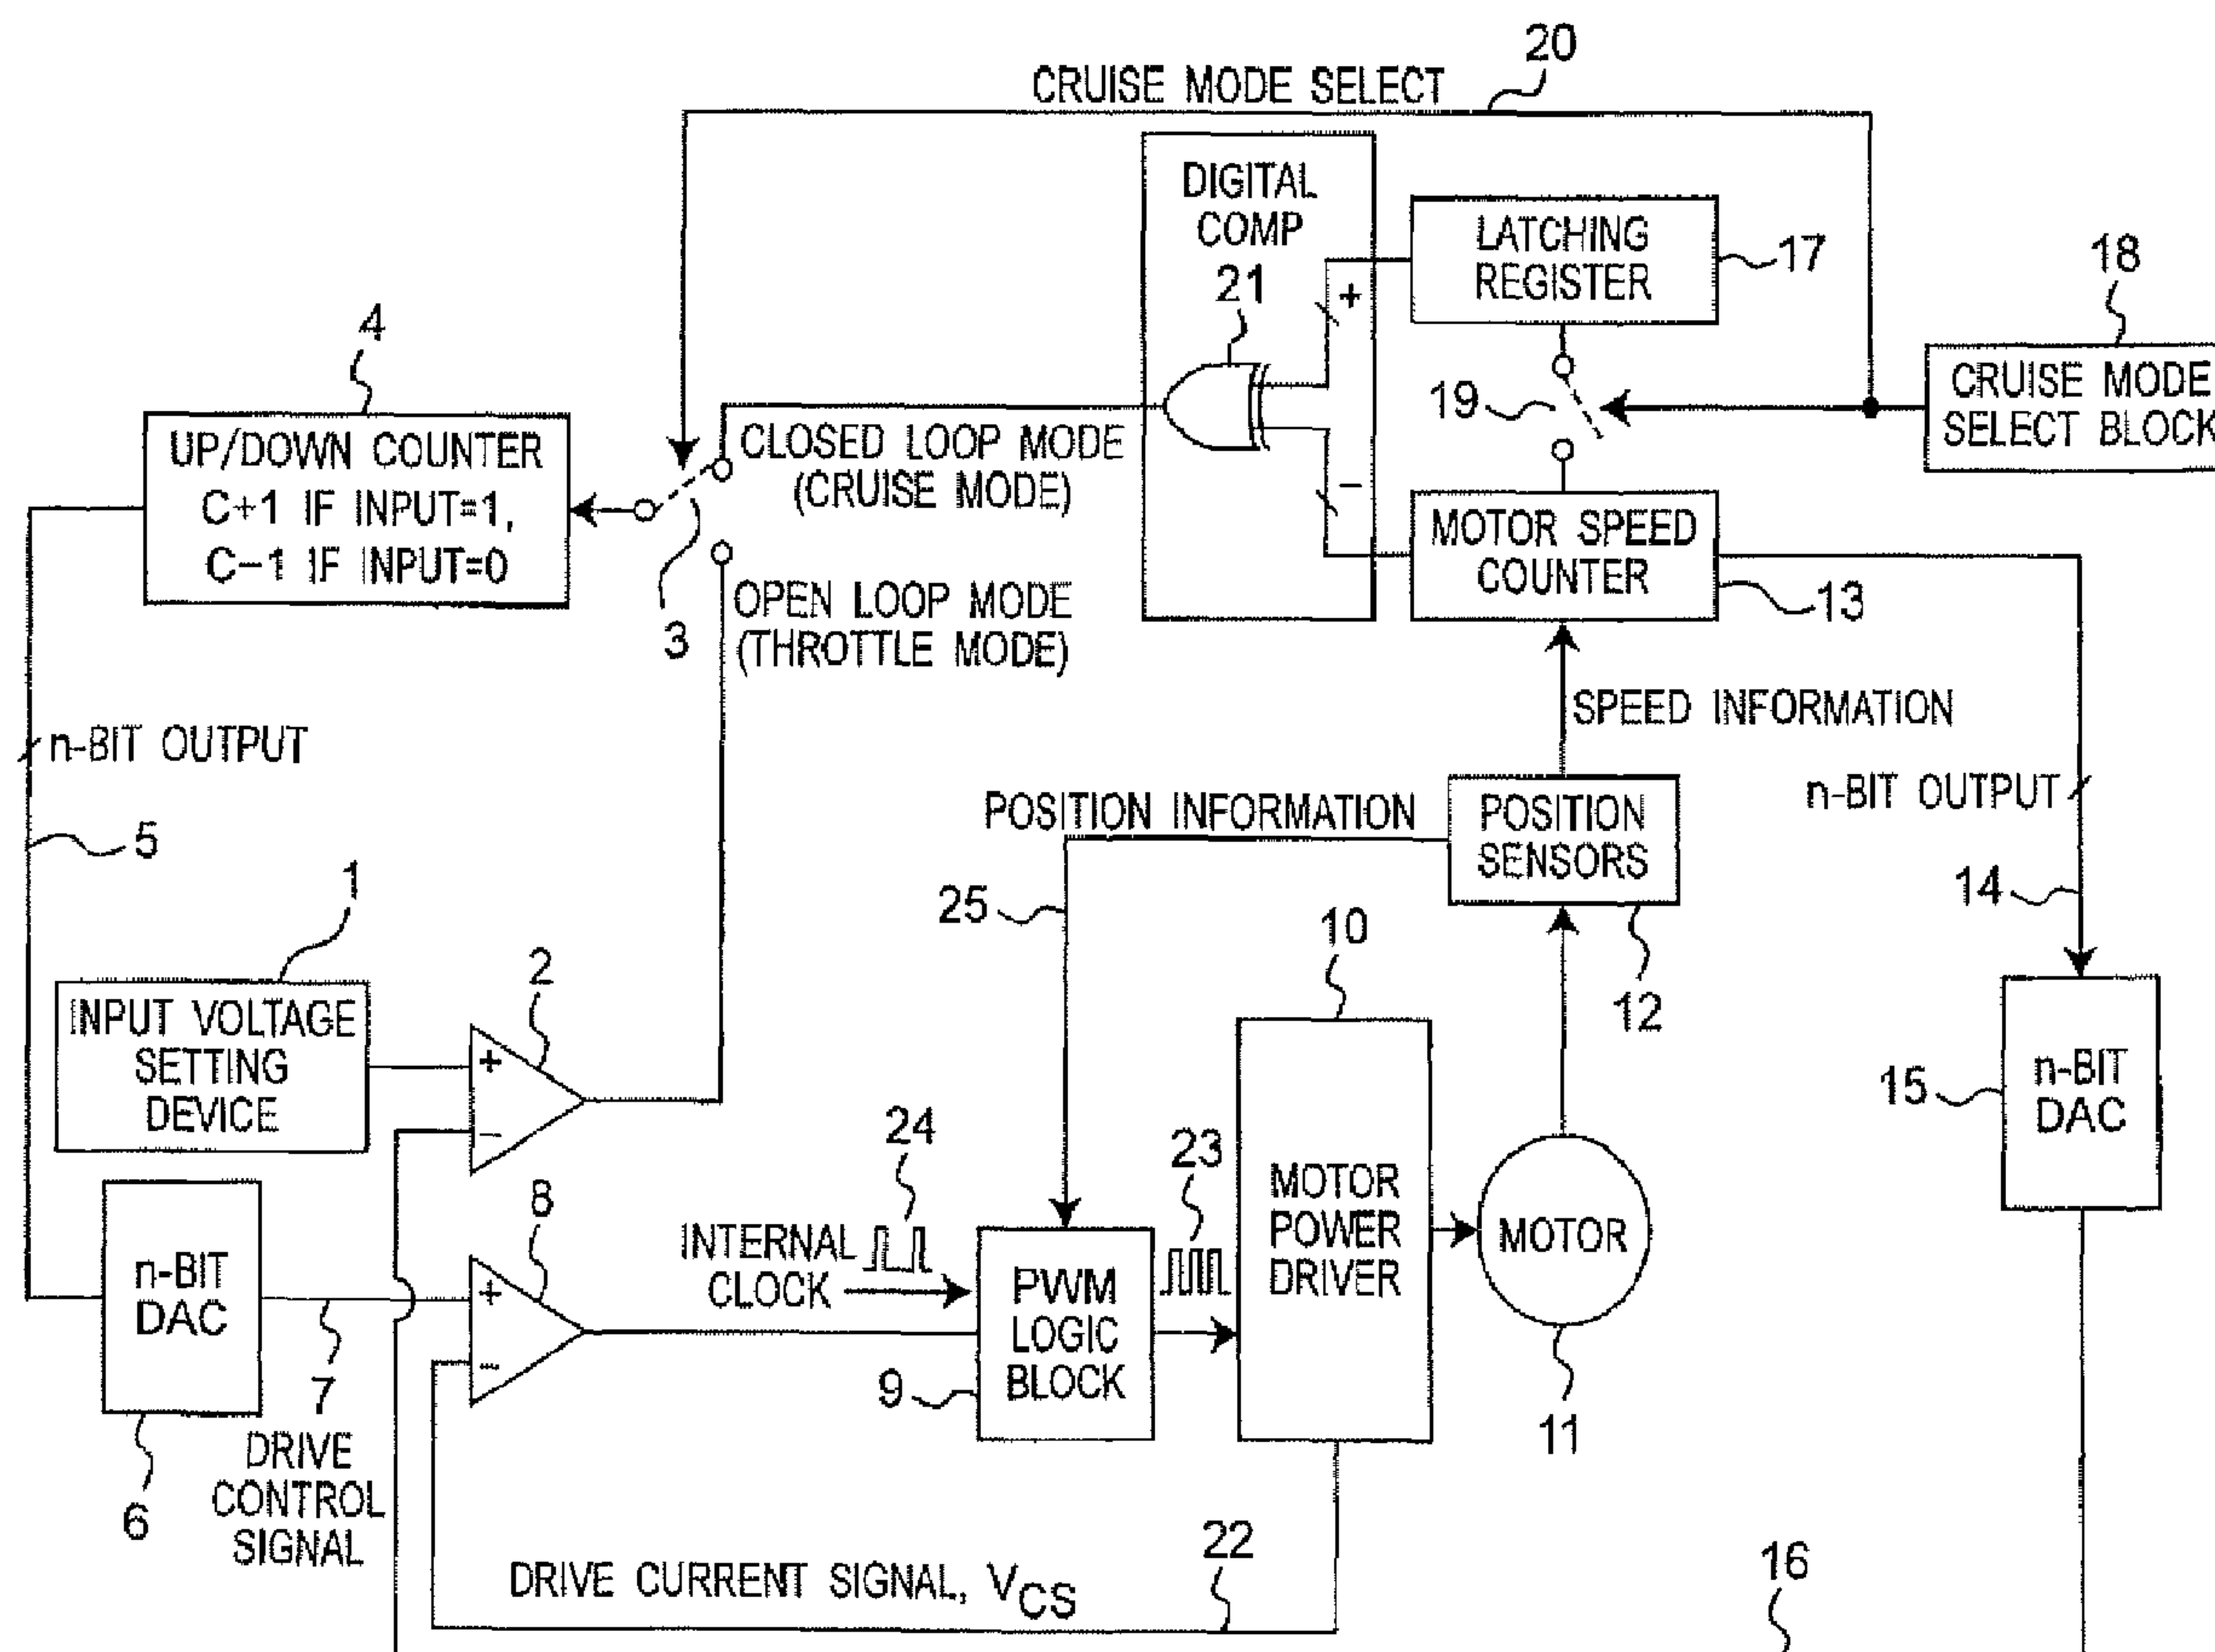 20
CRUISE MODE SELECT
DIGITAL
COMP
21
+
-
LATCHING
REGISTER
17
18
CRUISE MODE
SELECT BLOCK
19
4
UP/DOWN COUNTER
C+1 IF INPUT=1,
C-1 IF INPUT=0
CLOSED LOOP MODE
(CRUISE MODE)
3
OPEN LOOP MODE
(THROTTLE MODE)
MOTOR SPEED
COUNTER
13
SPEED INFORMATION
n-BIT OUTPUT
5
POSITION INFORMATION
POSITION
SENSORS
n-BIT OUTPUT
14
25
12
1
INPUT VOLTAGE
SETTING
DEVICE
2
+
-
10
n-BIT
DAC
15
24
23
INTERNAL
CLOCK
MOTOR
POWER
DRIVER
MOTOR
11
n-BIT
DAC
8
+
-
PWM
LOGIC
BLOCK
9
7
6
DRIVE
CONTROL
SIGNAL
DRIVE CURRENT SIGNAL, VCS
22
16